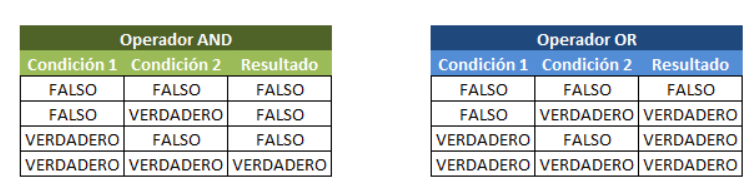 Operador AND
Condición 1 Condición 2 Resultado
FALSO FALSO FALSO
FALSO VERDADERO FALSO
VERDADERO FALSO FALSO
VERDADERO VERDADERO VERDADERO
Operador OR
Condición 1 Condición 2 Resultado
FALSO FALSO FALSO
FALSO VERDADERO VERDADERO
VERDADERO FALSO VERDADERO
VERDADERO VERDADERO VERDADERO